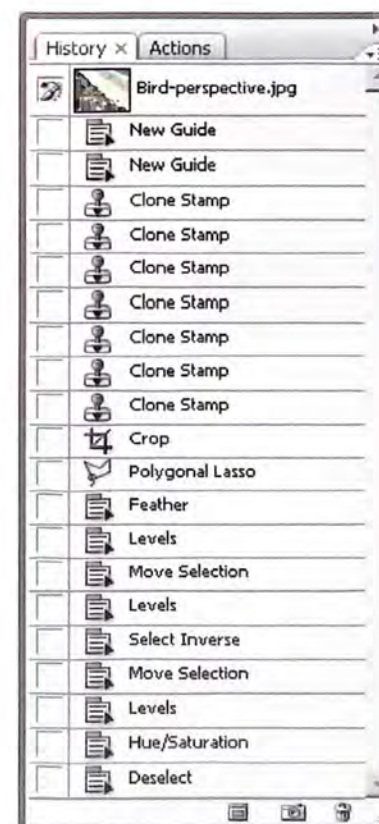 History × Actions
Bird-perspective.jpg
New Guide
New Guide
Clone Stamp
Clone Stamp
Clone Stamp
Clone Stamp
Clone Stamp
Clone Stamp
Clone Stamp
Crop
Polygonal Lasso
Feather
Levels
Move Selection
Levels
Select Inverse
Move Selection
Levels
Hue/Saturation
Deselect